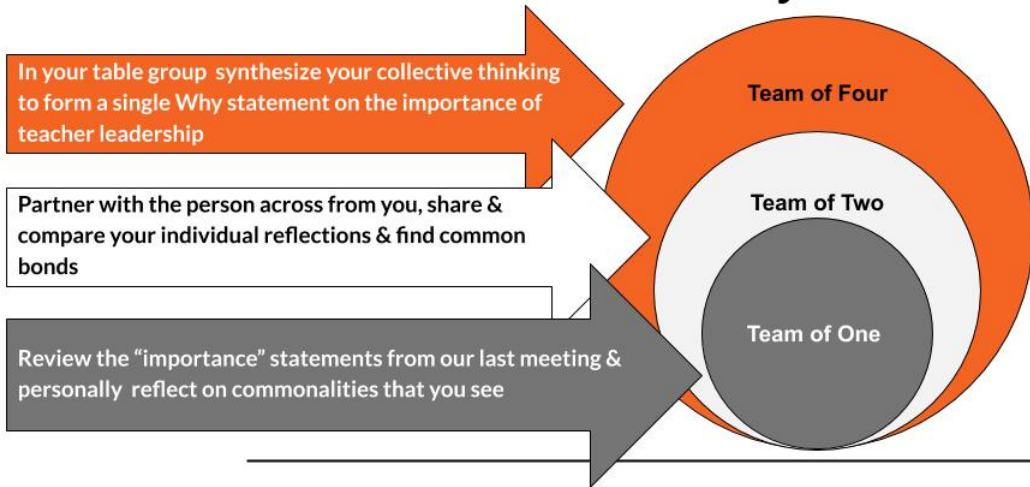 In your table group synthesize your collective thinking
to form a single Why statement on the importance of
teacher leadership
Team of Four
Partner with the person across from you, share &
compare your individual reflections & find common
bonds
Team of Two
Review the “importance” statements from our last meeting &
personally reflect on commonalities that you see
Team of One